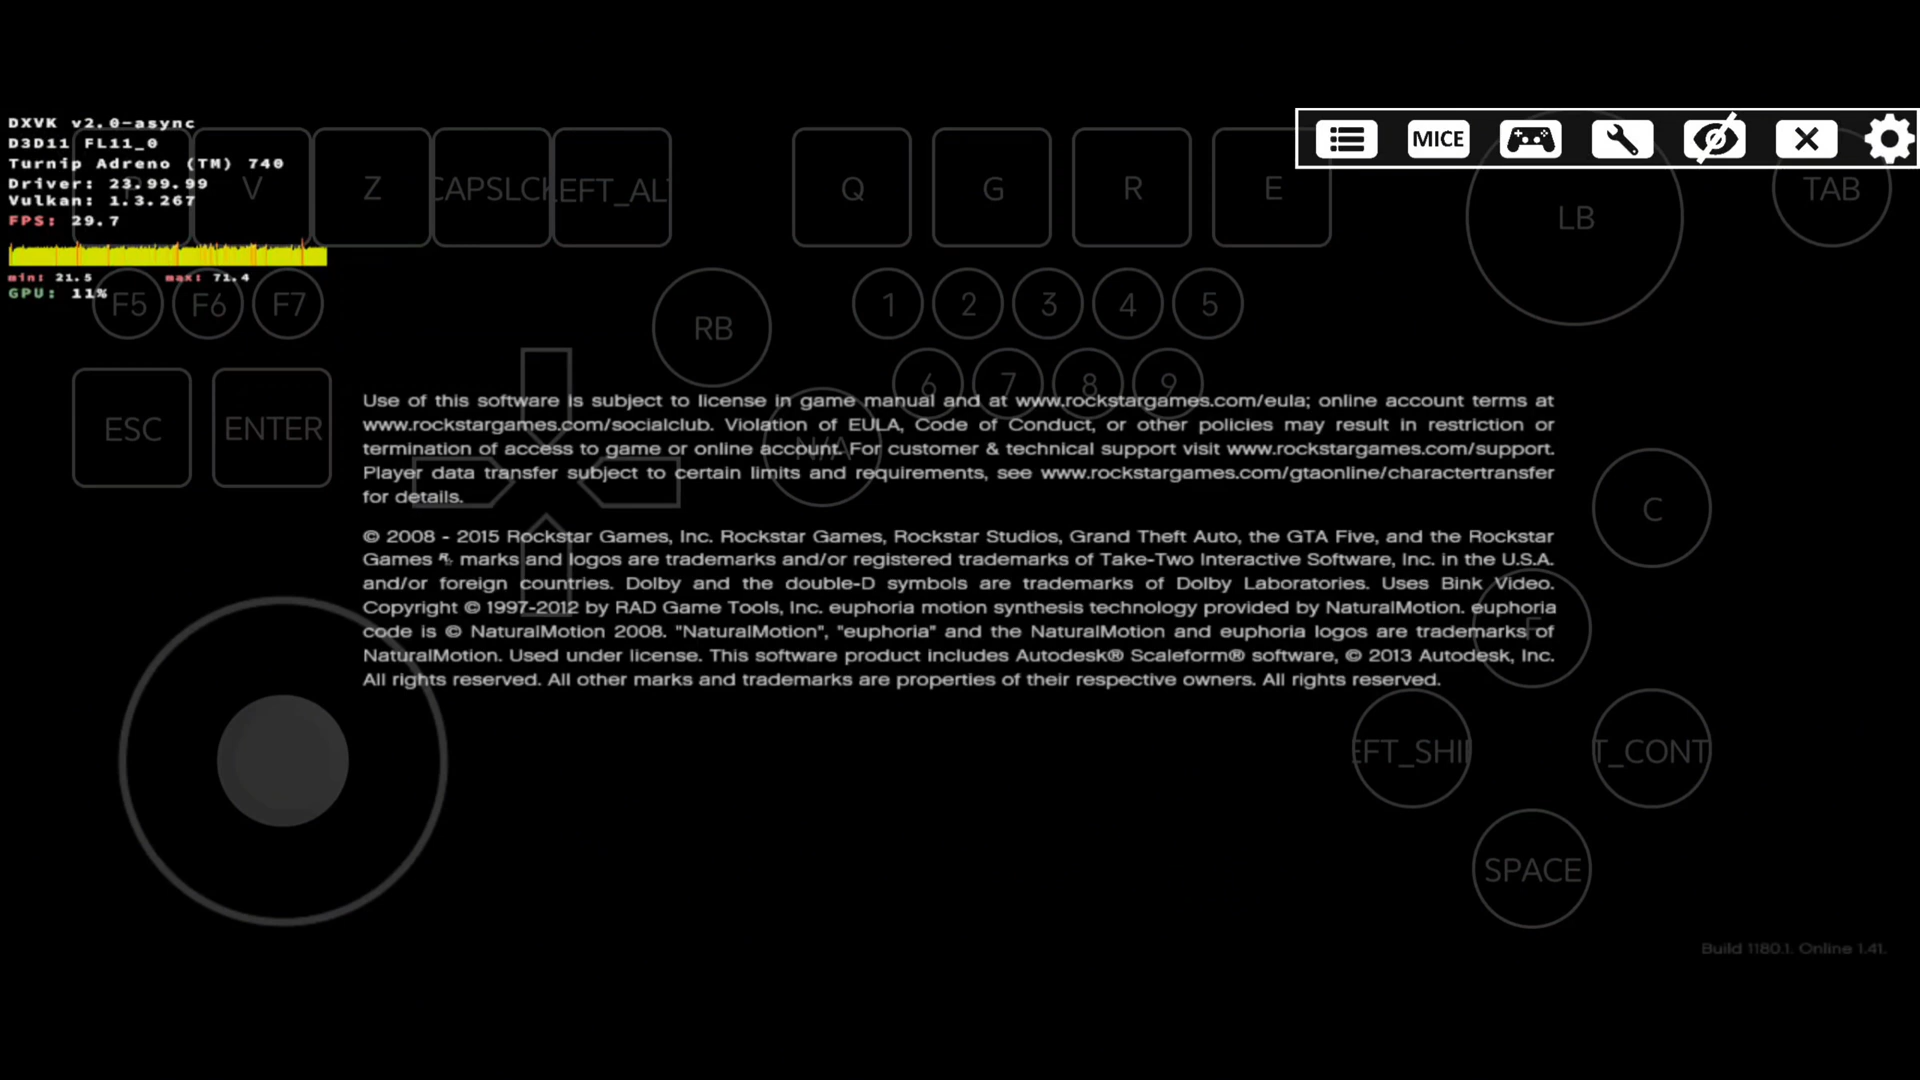 DXVK v2.0-async
D3D11 FL11_0
Turnip Adreno (TM) 740
Driver: 23.99.99
Vulkan: 1.3.267
FPS: 29.7
min: 21.5 max: 71.4
GPU: 11%
MICE
V Z CAPSLCK EFT_AL Q G R E LB TAB
F5 F6 F7 RB 1 2 3 4 5
6 7 8 9
ESC ENTER N/A C
Use of this software is subject to license in game manual and at www.rockstargames.com/eula; online account terms at
www.rockstargames.com/socialclub. Violation of EULA, Code of Conduct, or other policies may result in restriction or
termination of access to game or online account. For customer & technical support visit www.rockstargames.com/support.
Player data transfer subject to certain limits and requirements, see www.rockstargames.com/gtaonline/charactertransfer
for details.
© 2008 - 2015 Rockstar Games, Inc. Rockstar Games, Rockstar Studios, Grand Theft Auto, the GTA Five, and the Rockstar
Games R marks and logos are trademarks and/or registered trademarks of Take-Two Interactive Software, Inc. in the U.S.A.
and/or foreign countries. Dolby and the double-D symbols are trademarks of Dolby Laboratories. Uses Bink Video.
Copyright © 1997-2012 by RAD Game Tools, Inc. euphoria motion synthesis technology provided by NaturalMotion. euphoria
code is © NaturalMotion 2008. "NaturalMotion", "euphoria" and the NaturalMotion and euphoria logos are trademarks of
NaturalMotion. Used under license. This software product includes Autodesk® Scaleform® software, © 2013 Autodesk, Inc.
All rights reserved. All other marks and trademarks are properties of their respective owners. All rights reserved.
F
EFT_SHI T_CONT
SPACE
Build 1180.1. Online 1.41.